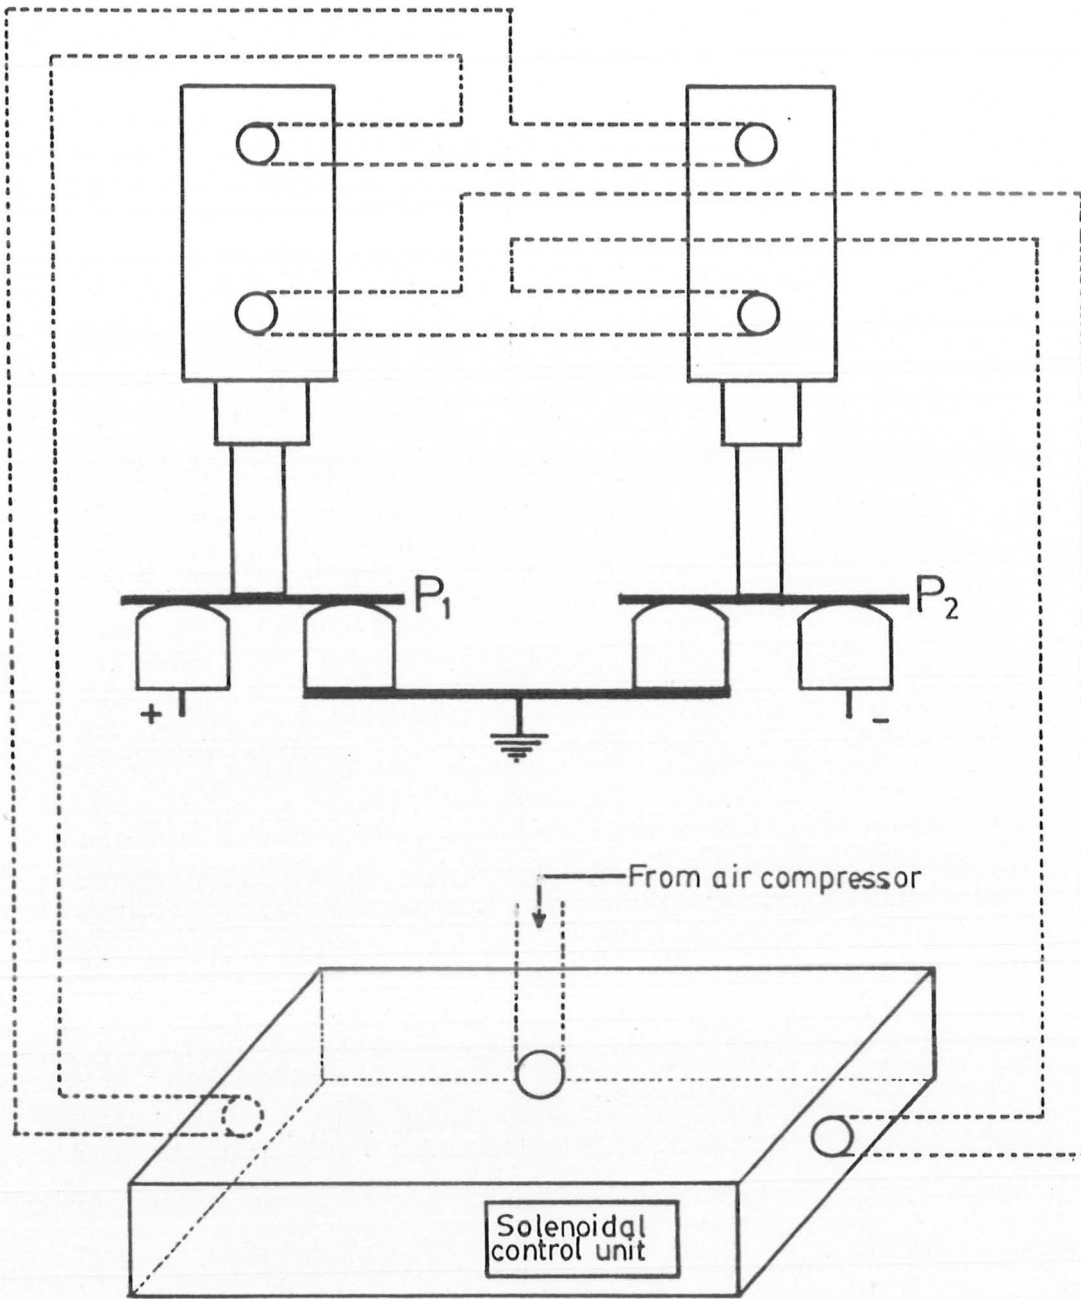 P₁
P₂
+
-
From air compressor
Solenoidal
control unit